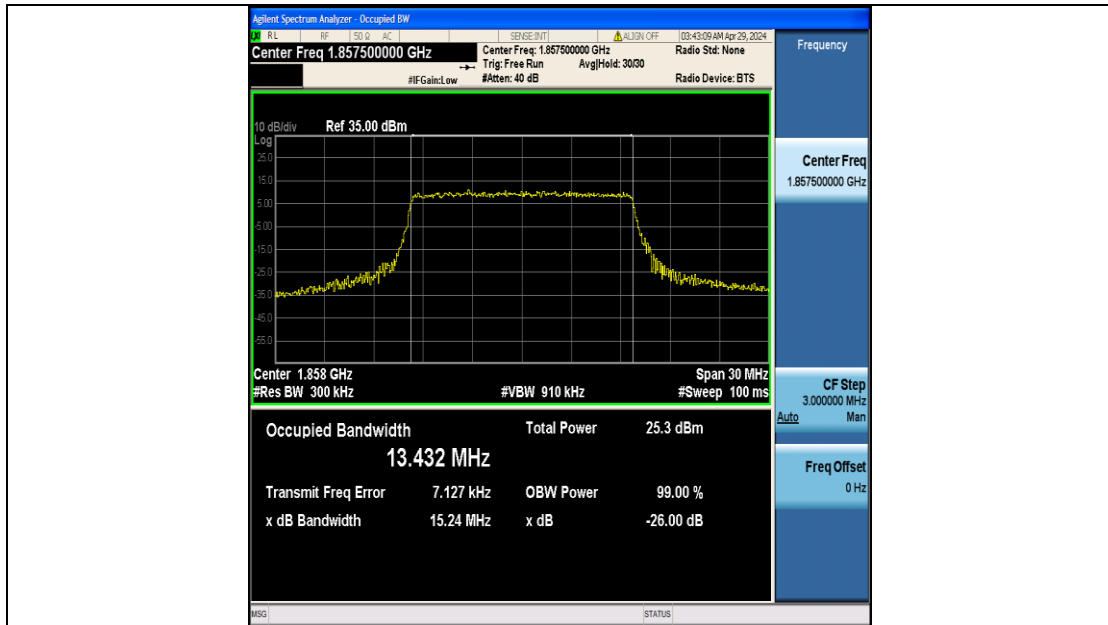 Agilent Spectrum Analyzer - Occupied BW
RL RF 50 Ω AC SENSE:INT ALIGN OFF 03:43:09 AM Apr 29, 2024
Center Freq 1.857500000 GHz
Center Freq: 1.857500000 GHz Radio Std: None
Trig: Free Run Avg|Hold: 30/30
#IFGain:Low #Atten: 40 dB Radio Device: BTS
10 dB/div Ref 35.00 dBm
Log
25.0
15.0
5.00
-5.00
-15.0
-25.0
-35.0
-45.0
-55.0
Center 1.858 GHz Span 30 MHz
#Res BW 300 kHz #VBW 910 kHz #Sweep 100 ms
Occupied Bandwidth Total Power 25.3 dBm
13.432 MHz
Transmit Freq Error 7.127 kHz OBW Power 99.00 %
x dB Bandwidth 15.24 MHz x dB -26.00 dB
MSG STATUS
Frequency
Center Freq
1.857500000 GHz
CF Step
3.000000 MHz
Auto Man
Freq Offset
0 Hz